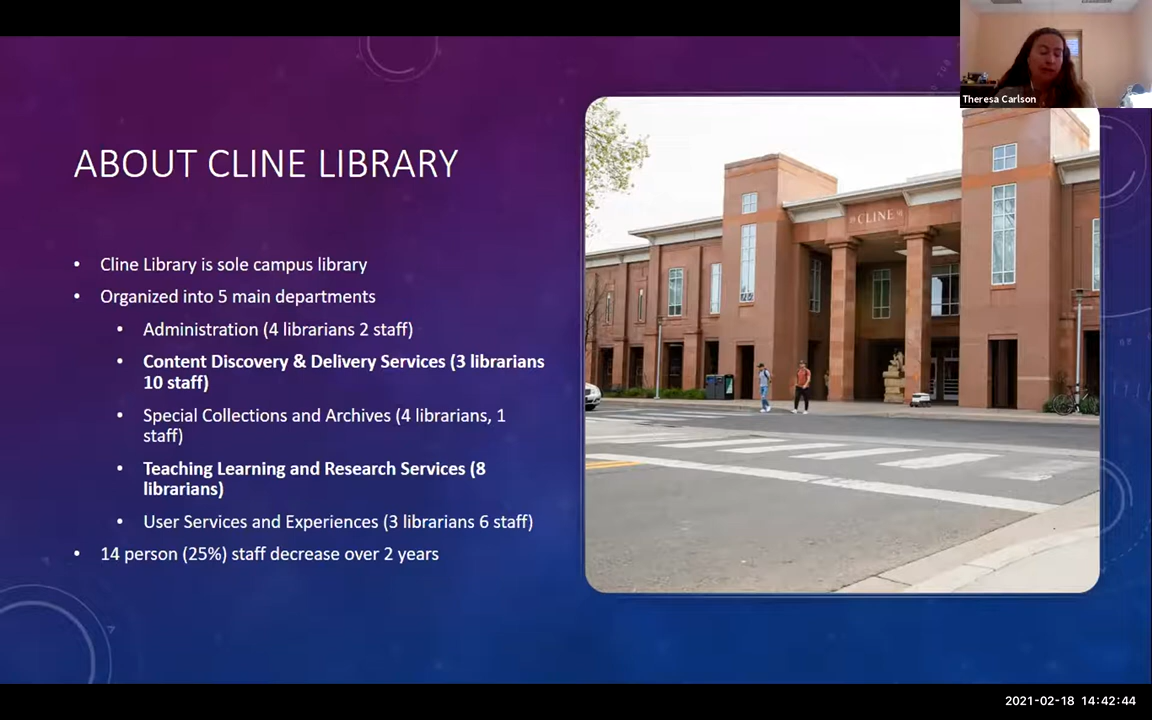 Theresa Carlson
ABOUT CLINE LIBRARY
CLINE
• Cline Library is sole campus library
• Organized into 5 main departments
• Administration (4 librarians 2 staff)
• Content Discovery & Delivery Services (3 librarians
10 staff)
• Special Collections and Archives (4 librarians, 1
staff)
• Teaching Learning and Research Services (8
librarians)
• User Services and Experiences (3 librarians 6 staff)
• 14 person (25%) staff decrease over 2 years
2021-02-18 14:42:44